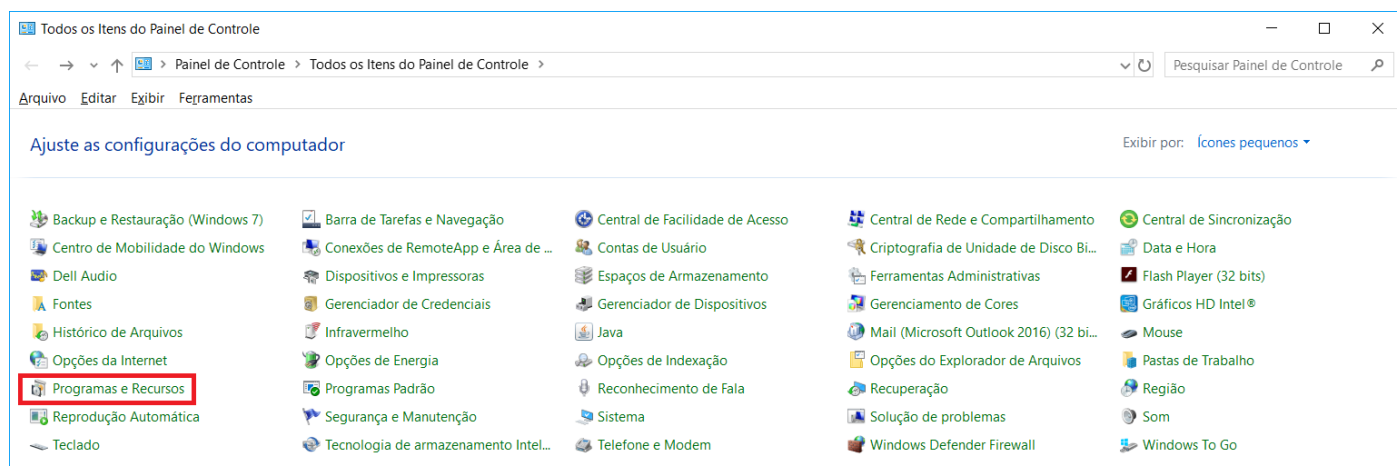 Todos os Itens do Painel de Controle
Painel de Controle > Todos os Itens do Painel de Controle >
Pesquisar Painel de Controle
Arquivo Editar Exibir Ferramentas
Ajuste as configurações do computador
Exibir por: Ícones pequenos
Backup e Restauração (Windows 7) Barra de Tarefas e Navegação Central de Facilidade de Acesso Central de Rede e Compartilhamento Central de Sincronização
Centro de Mobilidade do Windows Conexões de RemoteApp e Área de ... Contas de Usuário Criptografia de Unidade de Disco Bi... Data e Hora
Dell Audio Dispositivos e Impressoras Espaços de Armazenamento Ferramentas Administrativas Flash Player (32 bits)
Fontes Gerenciador de Credenciais Gerenciador de Dispositivos Gerenciamento de Cores Gráficos HD Intel®
Histórico de Arquivos Infravermelho Java Mail (Microsoft Outlook 2016) (32 bi... Mouse
Opções da Internet Opções de Energia Opções de Indexação Opções do Explorador de Arquivos Pastas de Trabalho
Programas e Recursos Programas Padrão Reconhecimento de Fala Recuperação Região
Reprodução Automática Segurança e Manutenção Sistema Solução de problemas Som
Teclado Tecnologia de armazenamento Intel... Telefone e Modem Windows Defender Firewall Windows To Go